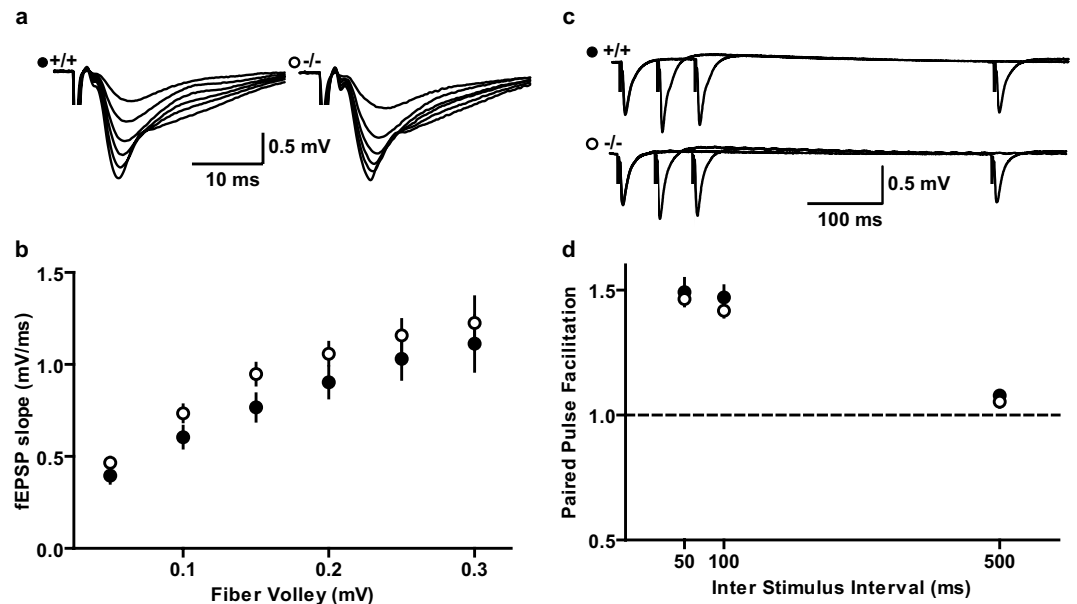 a
+/+
-/-
0.5 mV
10 ms
b
1.5
1.0
0.5
0.0
0.1
0.2
0.3
fEPSP slope (mV/ms)
Fiber Volley (mV)
c
+/+
-/-
0.5 mV
100 ms
d
1.5
1.0
0.5
50
100
500
Paired Pulse Facilitation
Inter Stimulus Interval (ms)